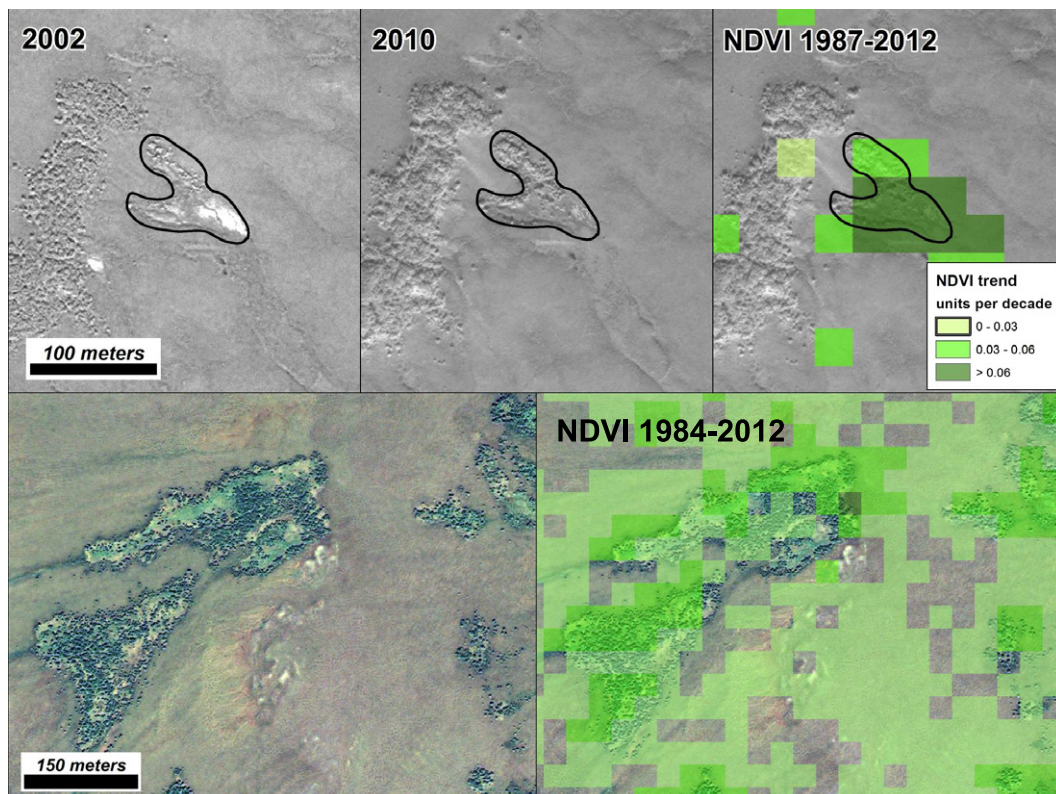 2002
2010
NDVI 1987-2012
100 meters
NDVI trend
units per decade
0 - 0.03
0.03 - 0.06
> 0.06
NDVI 1984-2012
150 meters